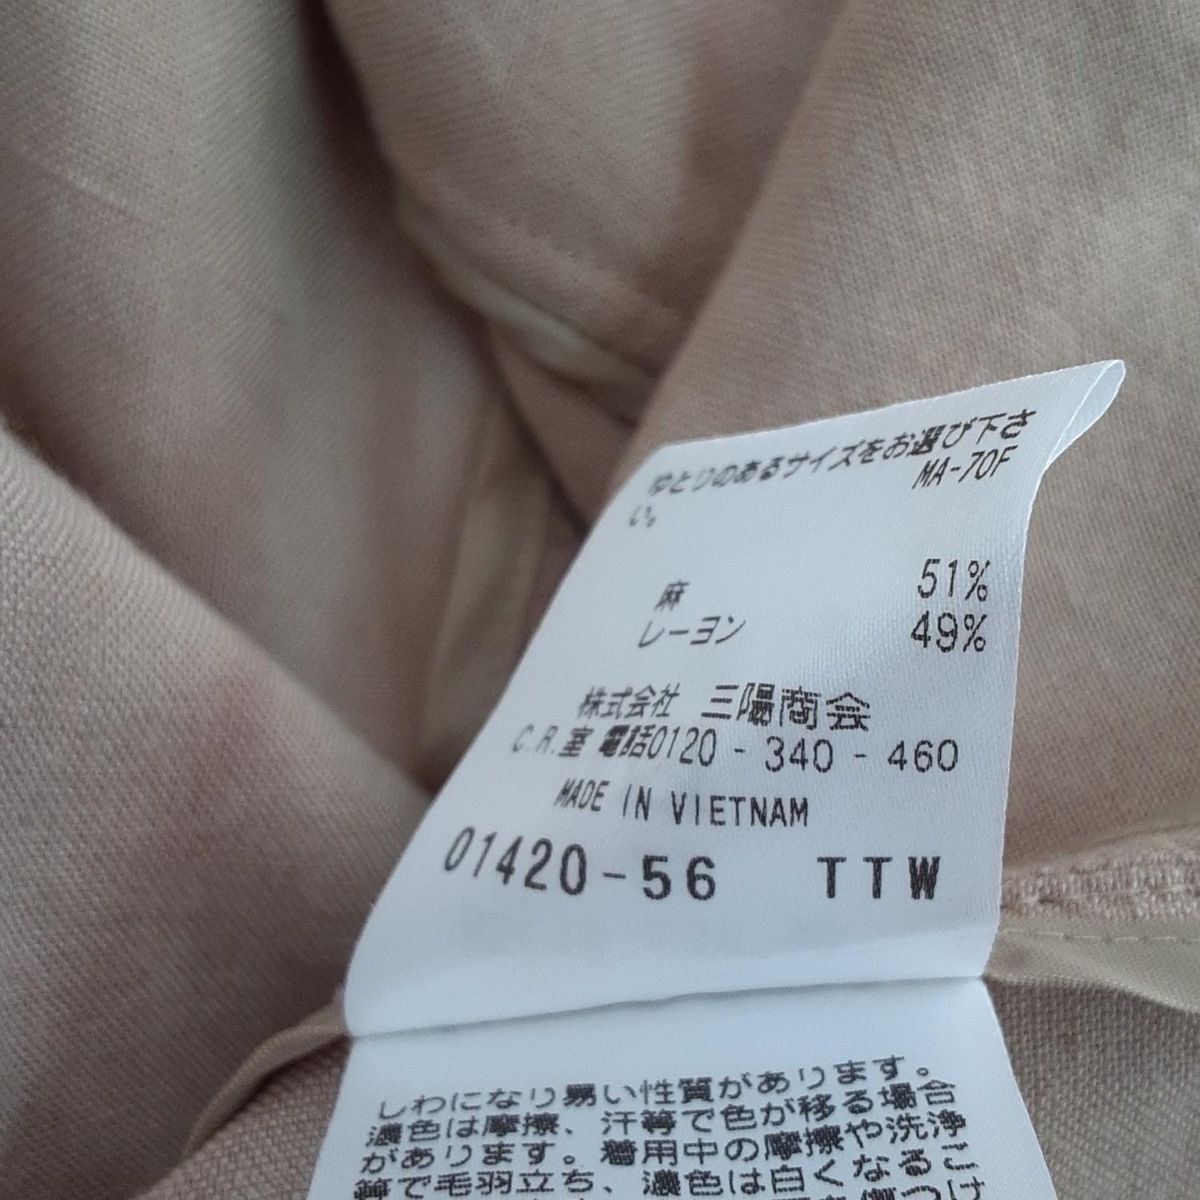 ゆとりのあるサイズをお選び下さ
い。
MA-70F
麻 51%
レーヨン 49%
株式会社 三陽商会
C.R.室 電話0120-340-460
MADE IN VIETNAM
01420-56 TTW
しわになり易い性質があります。
濃色は摩擦、汗等で色が移る場合
があります。着用中の摩擦や洗浄
等で毛羽立ち、濃色は白くなるこ